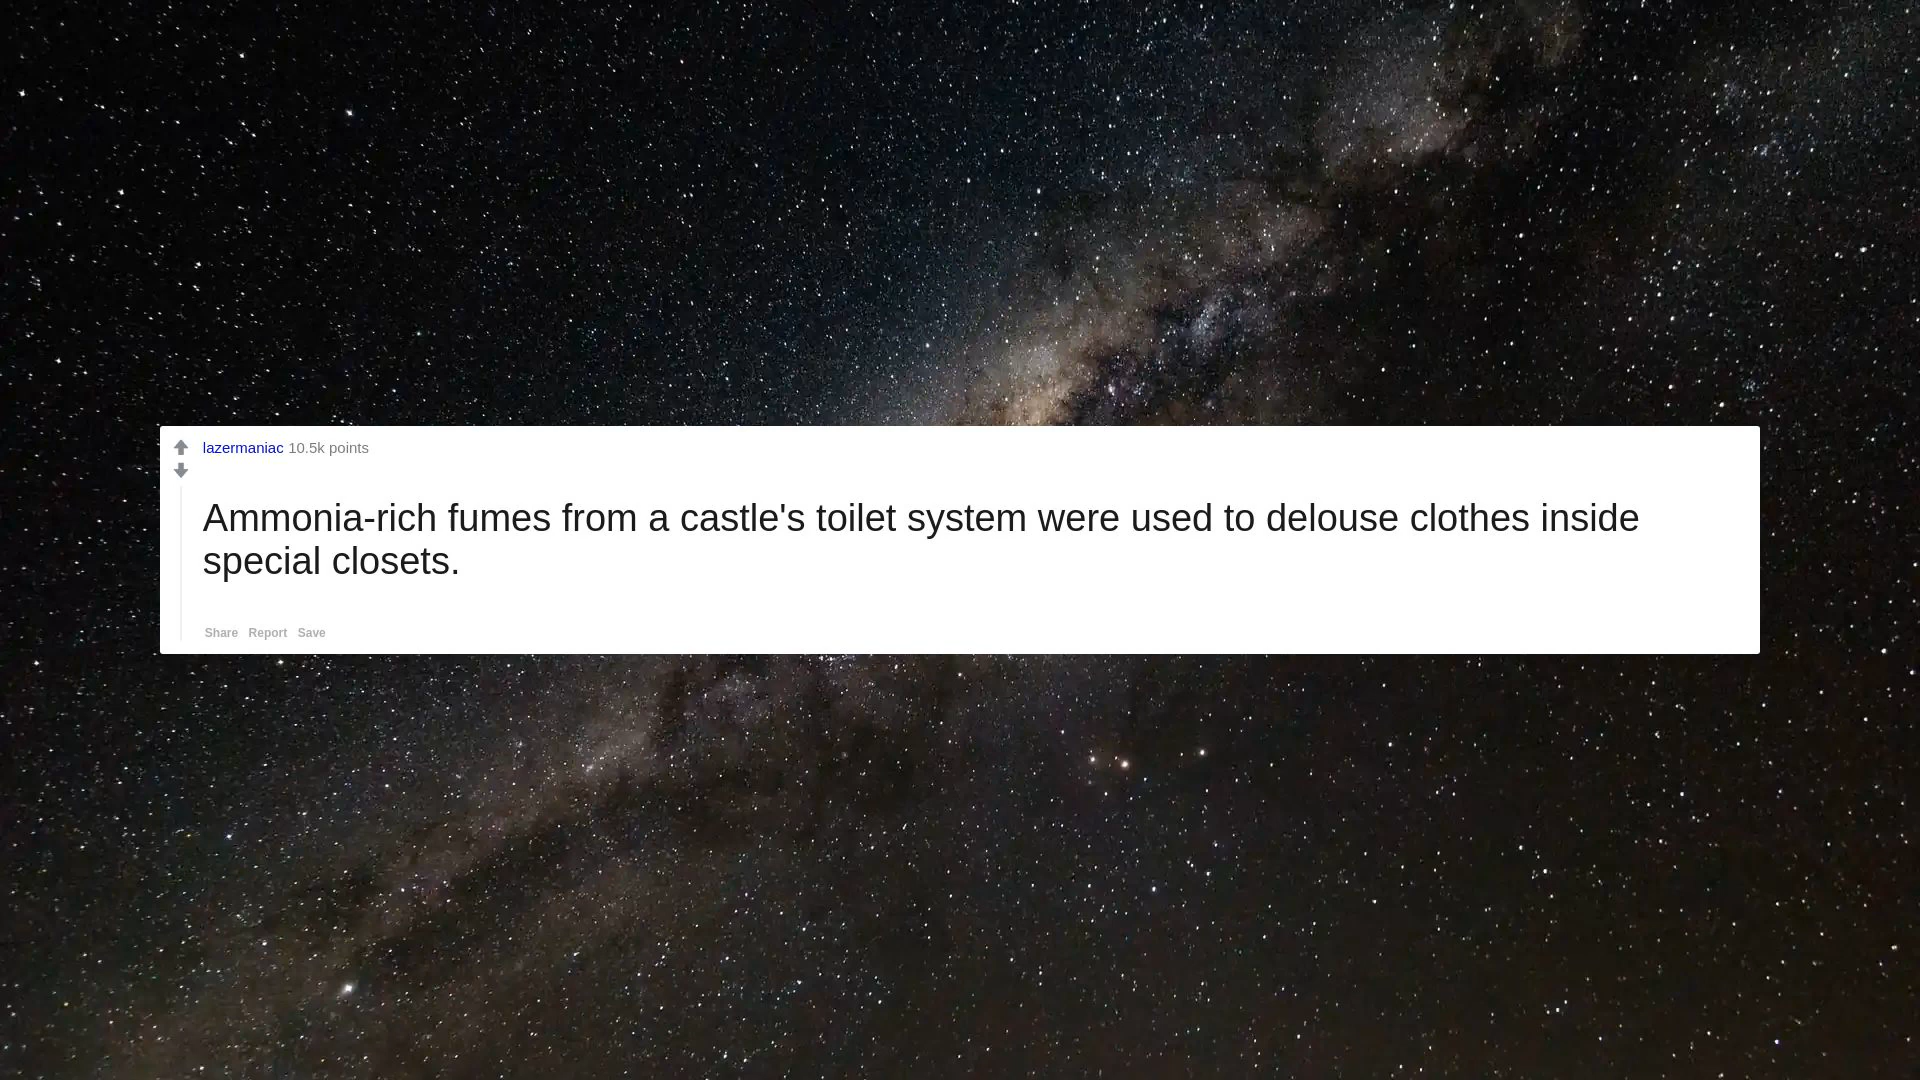 lazermaniac 10.5k points
Ammonia-rich fumes from a castle's toilet system were used to delouse clothes inside
special closets.
Share Report Save